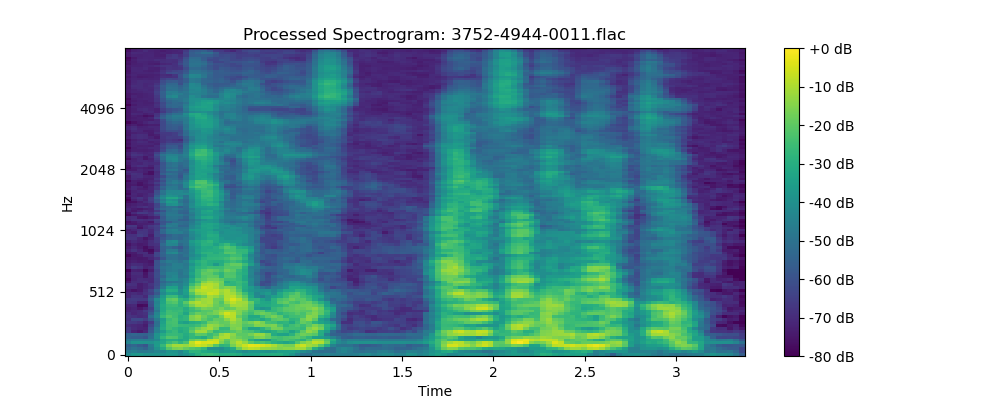 Processed Spectrogram: 3752-4944-0011.flac
+0 dB
-10 dB
-20 dB
-30 dB
-40 dB
-50 dB
-60 dB
-70 dB
-80 dB
4096
2048
1024
512
0
Hz
0 0.5 1 1.5 2 2.5 3
Time